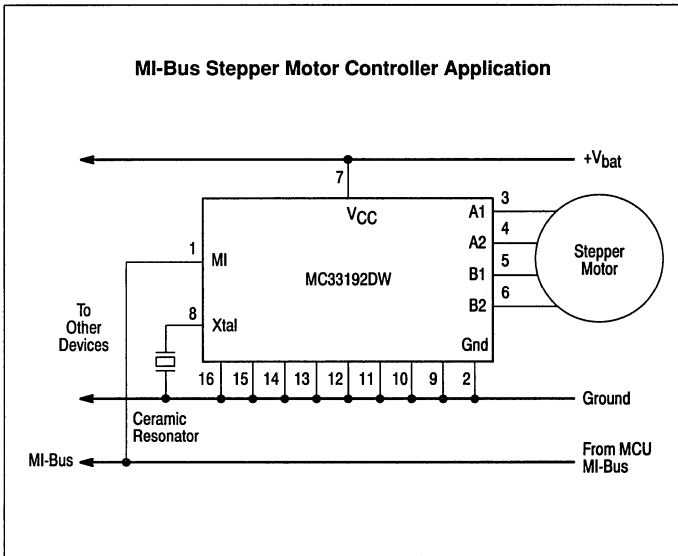 MI-Bus Stepper Motor Controller Application
+Vbat
7
VCC
3
A1
4
A2
5
B1
6
B2
Stepper
Motor
1
MI
MC33192DW
8
Xtal
To
Other
Devices
Gnd
16 15 14 13 12 11 10 9 2
Ground
Ceramic
Resonator
MI-Bus
From MCU
MI-Bus